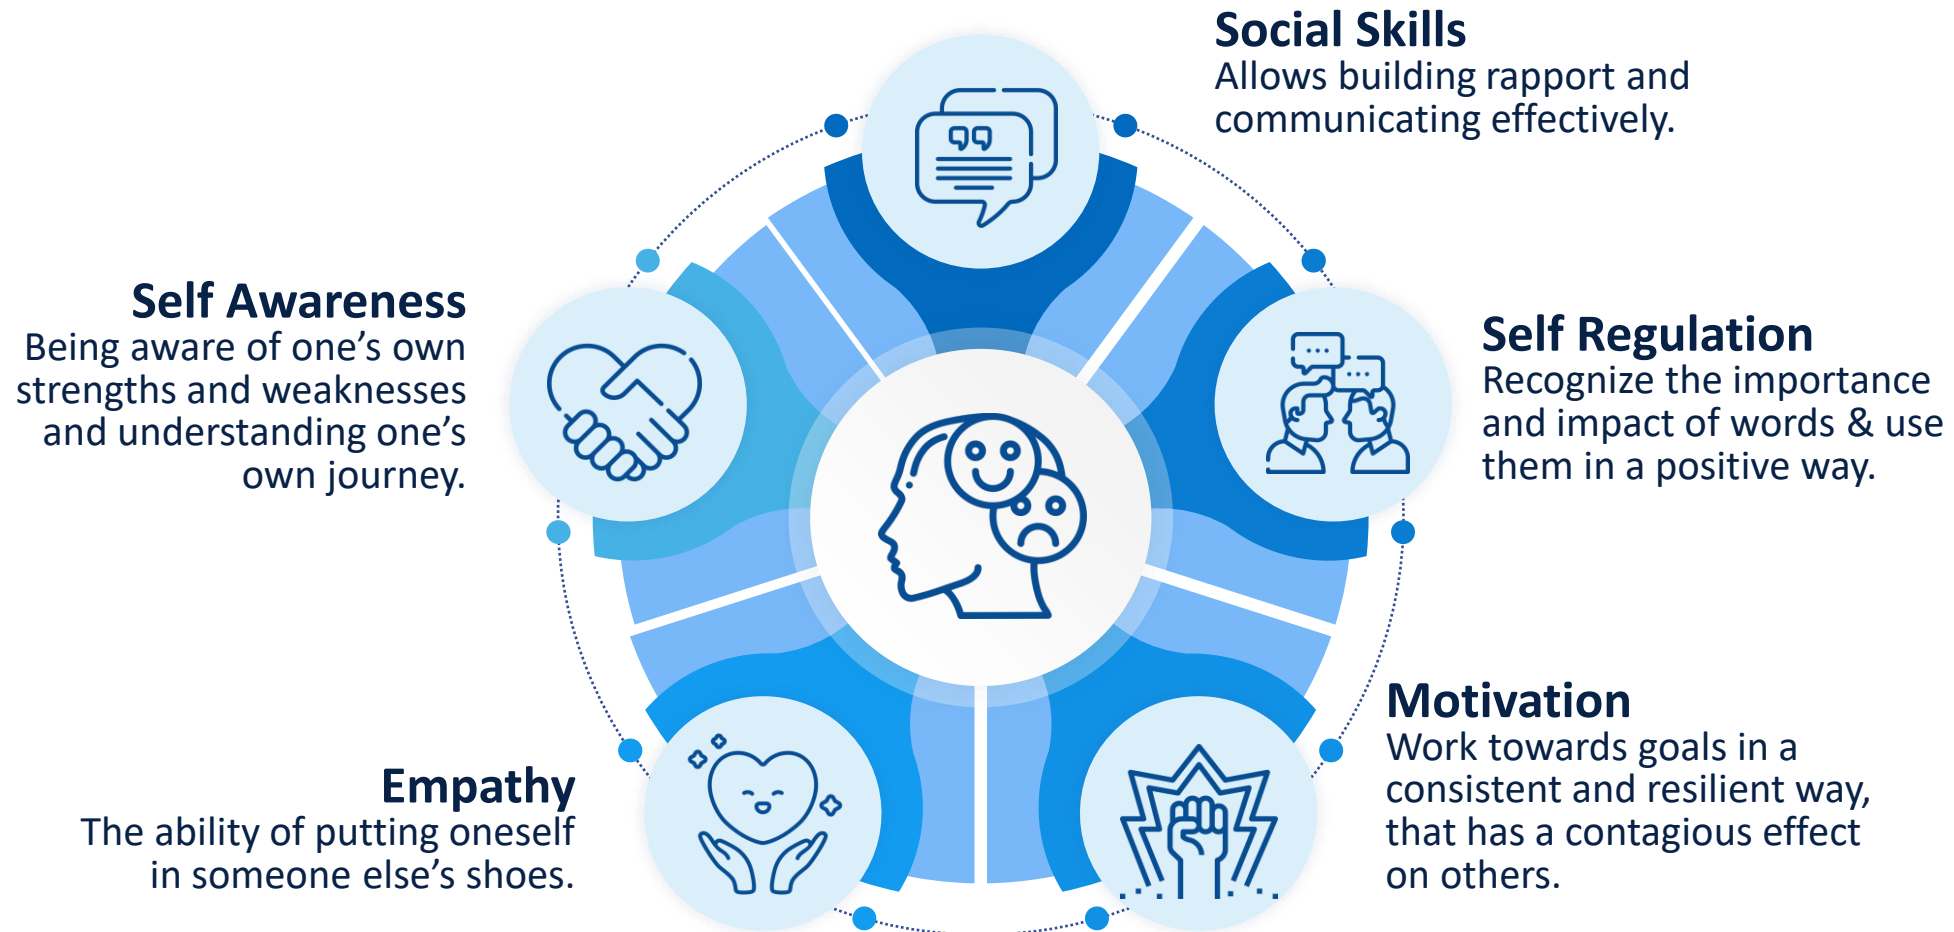 Social Skills
Allows building rapport and
communicating effectively.
Self Awareness
Being aware of one’s own
strengths and weaknesses
and understanding one’s
own journey.
Self Regulation
Recognize the importance
and impact of words & use
them in a positive way.
Empathy
The ability of putting oneself
in someone else’s shoes.
Motivation
Work towards goals in a
consistent and resilient way,
that has a contagious effect
on others.